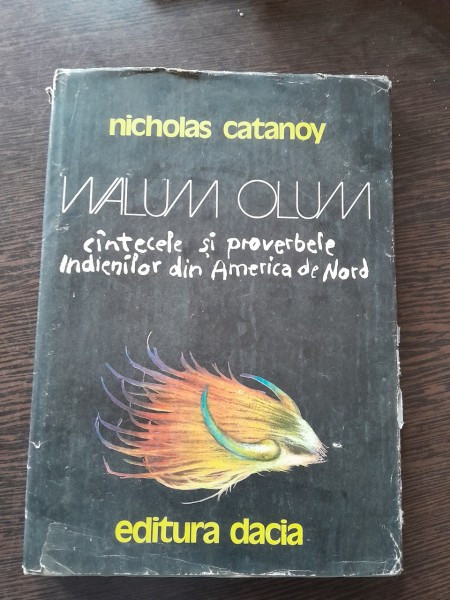 nicholas catanoy
WALUM OLUM
cîntecele și proverbele
Indienilor din America de Nord
editura dacia